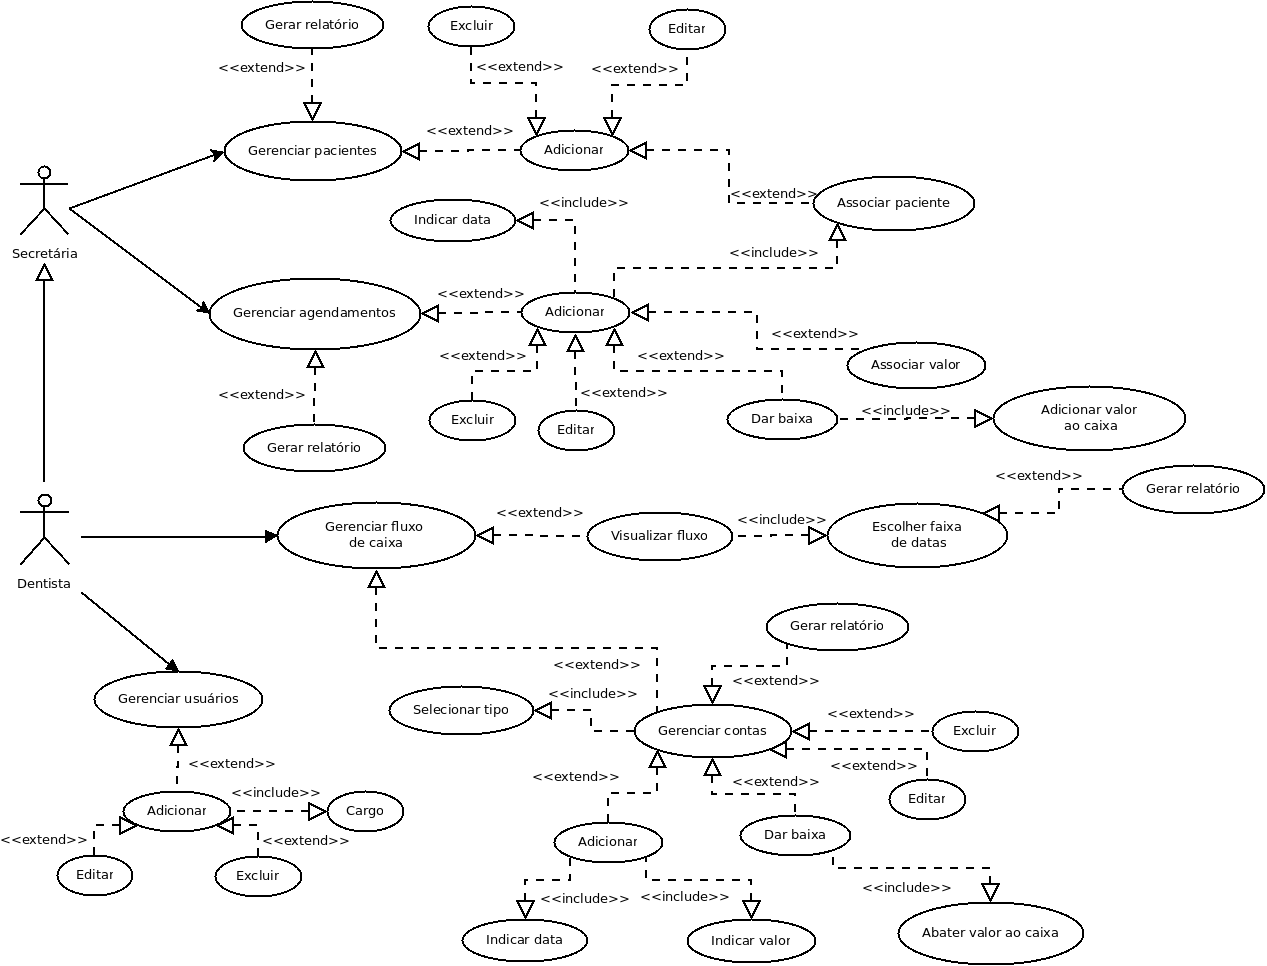 Gerar relatório
Excluir
Editar
<<extend>>
<<extend>>
<<extend>>
<<extend>>
Gerenciar pacientes
Adicionar
<<extend>>
Associar paciente
Indicar data
<<include>>
<<include>>
Secretária
Gerenciar agendamentos
<<extend>>
Adicionar
<<extend>>
Associar valor
<<extend>>
<<extend>>
<<extend>>
<<extend>>
Excluir
Editar
Dar baixa
<<include>>
Adicionar valor
ao caixa
Gerar relatório
<<extend>>
Gerar relatório
Dentista
Gerenciar fluxo
de caixa
<<extend>>
Visualizar fluxo
<<include>>
Escolher faixa
de datas
Gerar relatório
<<extend>>
<<extend>>
Gerenciar usuários
Selecionar tipo
<<include>>
Gerenciar contas
<<extend>>
Excluir
<<extend>>
<<extend>>
<<extend>>
<<extend>>
Editar
Adicionar
<<include>>
Cargo
<<extend>>
<<extend>>
Editar
Excluir
Adicionar
Dar baixa
<<include>>
<<include>>
<<include>>
Indicar data
Indicar valor
Abater valor ao caixa